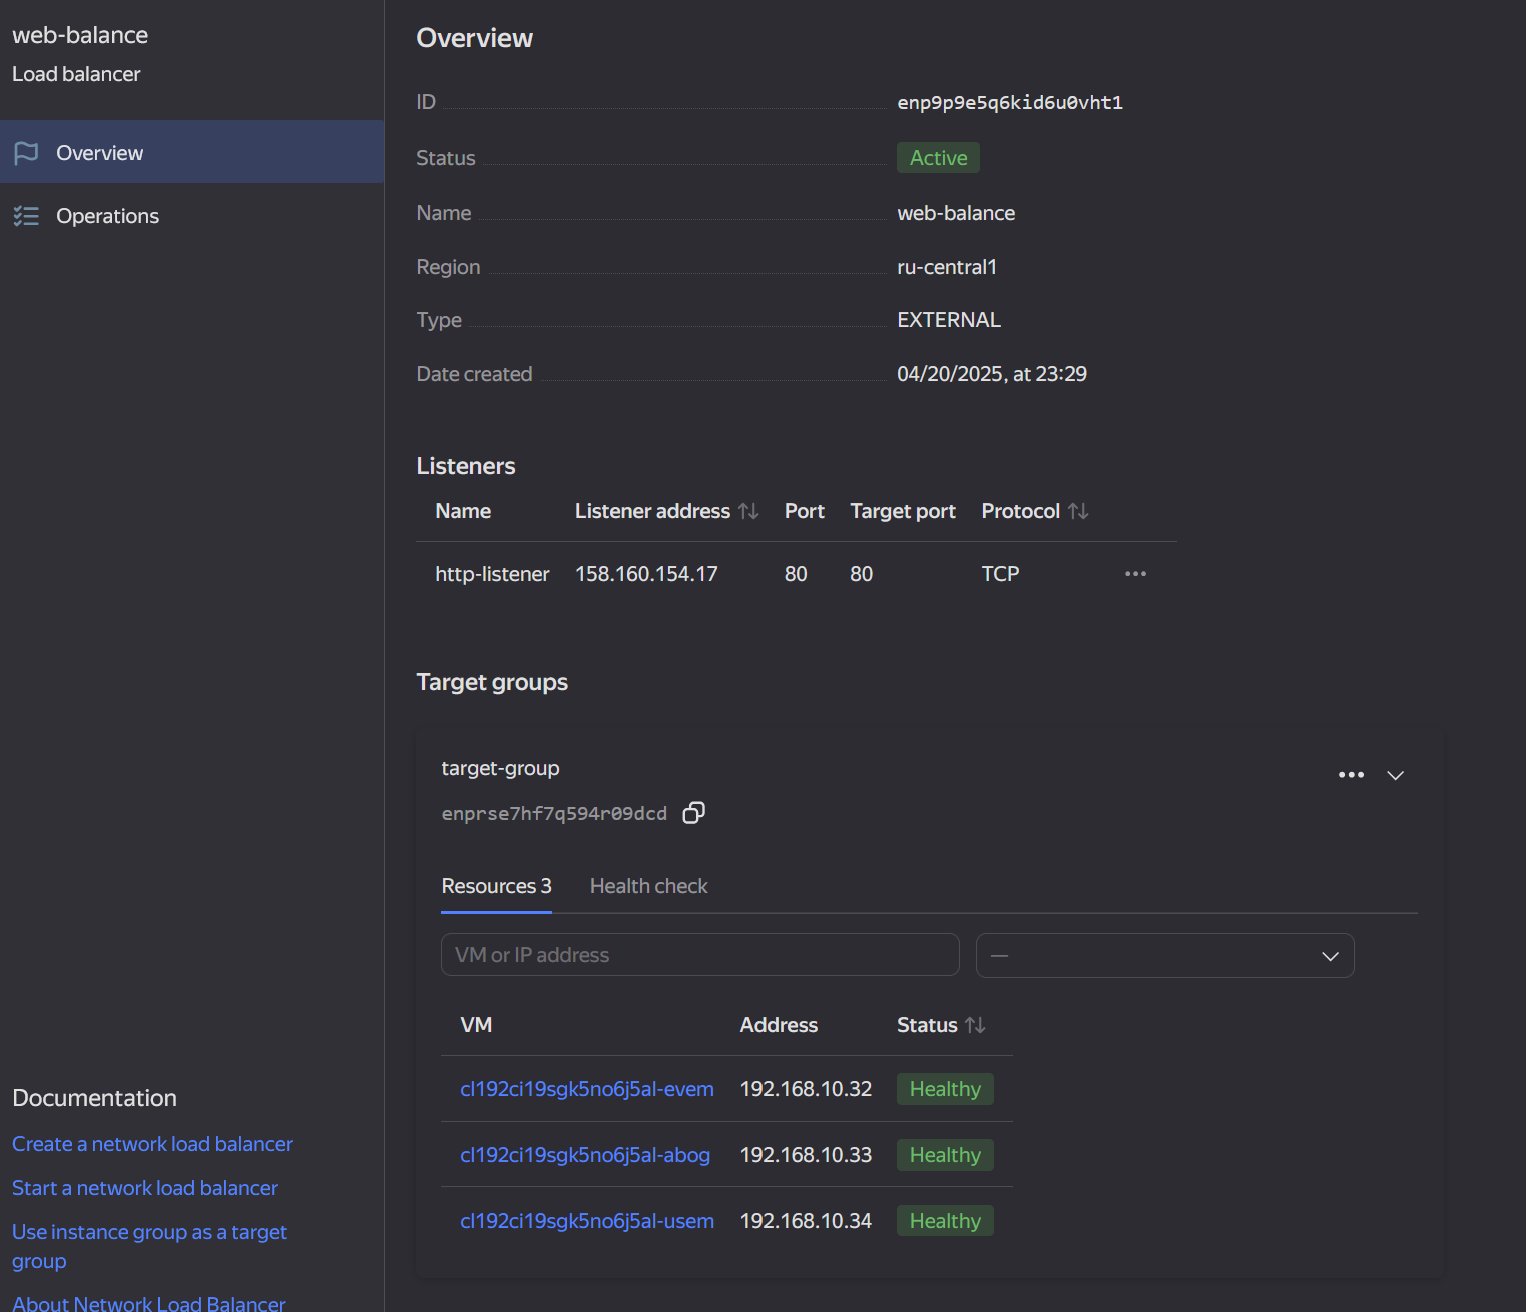 web-balance
Load balancer
Overview
Operations
Documentation
Create a network load balancer
Start a network load balancer
Use instance group as a target
group
About Network Load Balancer
Overview
ID enp9p9e5q6kid6u0vht1
Status Active
Name web-balance
Region ru-central1
Type EXTERNAL
Date created 04/20/2025, at 23:29
Listeners
Name Listener address Port Target port Protocol
http-listener 158.160.154.17 80 80 TCP
Target groups
target-group
enprse7hf7q594r09dcd
Resources 3 Health check
VM or IP address —
VM Address Status
cl192ci19sgk5no6j5al-evem 192.168.10.32 Healthy
cl192ci19sgk5no6j5al-abog 192.168.10.33 Healthy
cl192ci19sgk5no6j5al-usem 192.168.10.34 Healthy